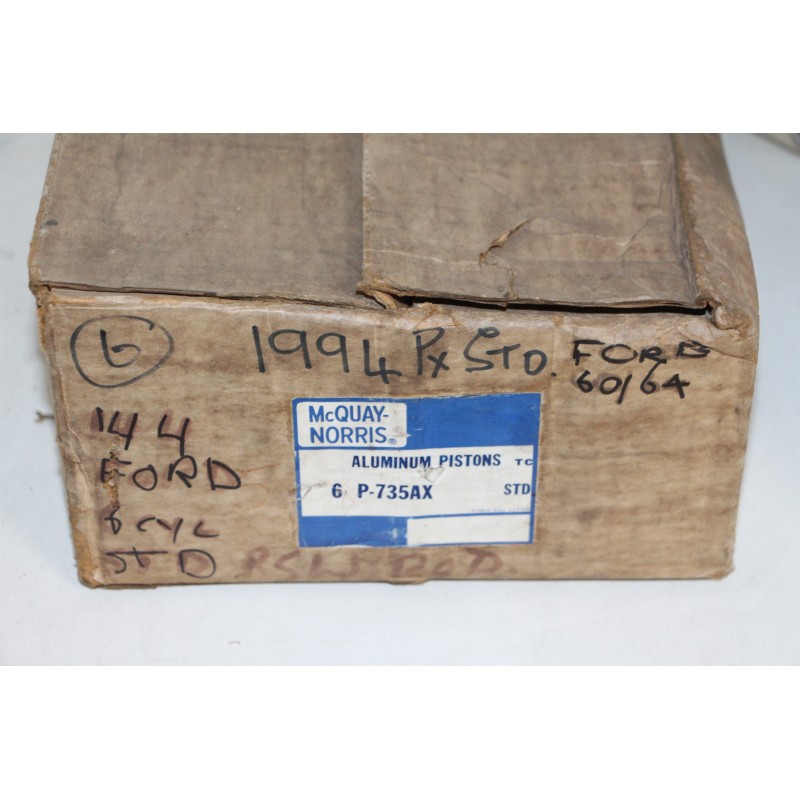 6
1994 Px STD. FORD
60/64
144
FORD
6 CYL
STD
McQUAY-
NORRIS®
ALUMINUM PISTONS TC
6 P-735AX STD